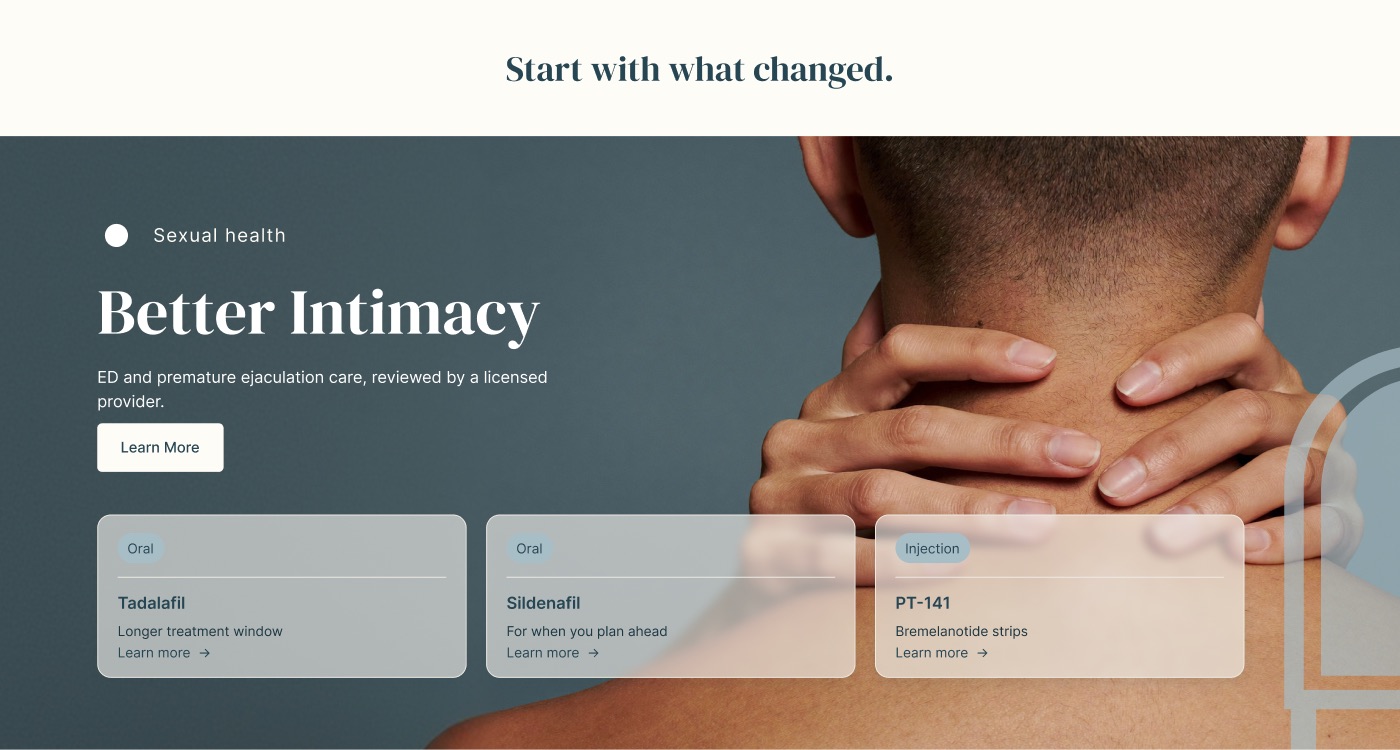 Start with what changed.
Sexual health
Better Intimacy
ED and premature ejaculation care, reviewed by a licensed
provider.
Learn More
Oral
Tadalafil
Longer treatment window
Learn more →
Oral
Sildenafil
For when you plan ahead
Learn more →
Injection
PT-141
Bremelanotide strips
Learn more →